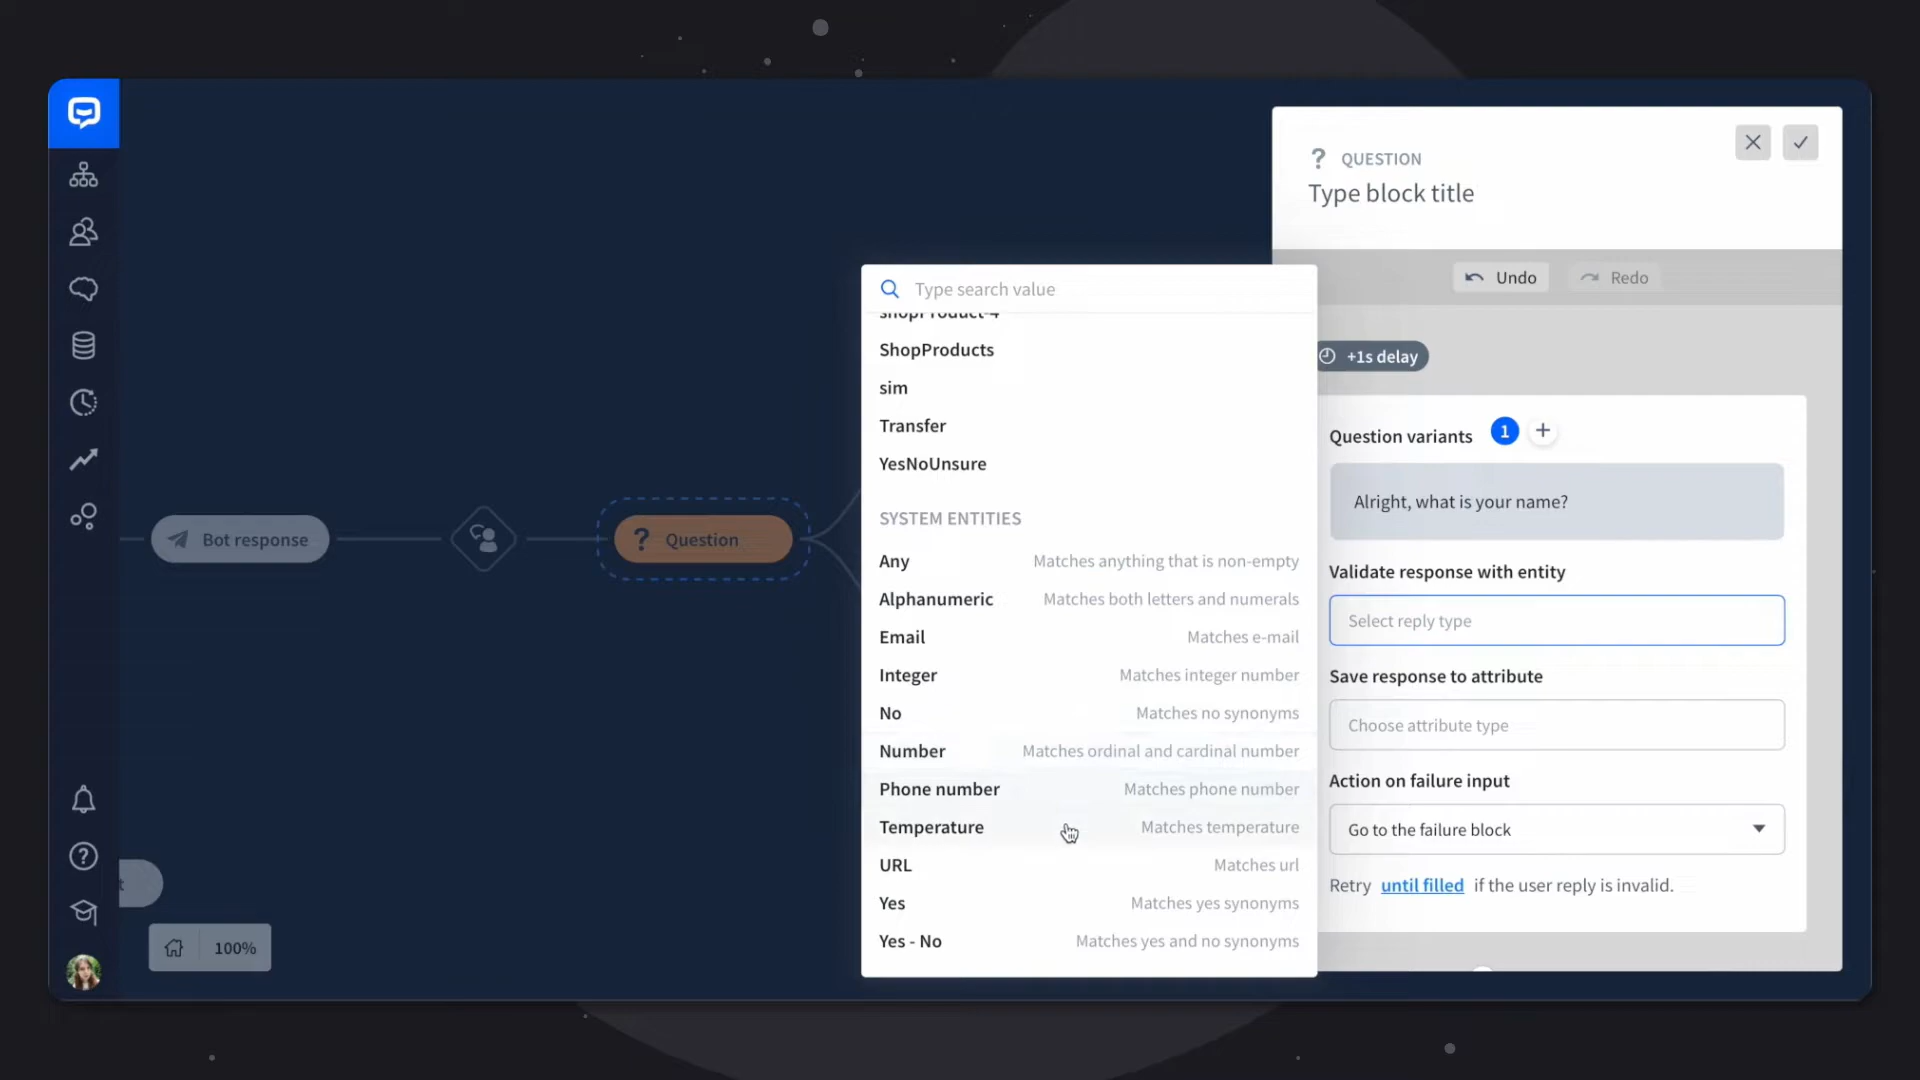 ? QUESTION
Type block title
Undo
Redo
Type search value
shopProduct-4
ShopProducts
sim
Transfer
YesNoUnsure
SYSTEM ENTITIES
Any Matches anything that is non-empty
Alphanumeric Matches both letters and numerals
Email Matches e-mail
Integer Matches integer number
No Matches no synonyms
Number Matches ordinal and cardinal number
Phone number Matches phone number
Temperature Matches temperature
URL Matches url
Yes Matches yes synonyms
Yes - No Matches yes and no synonyms
+1s delay
Question variants 1 +
Alright, what is your name?
Validate response with entity
Select reply type
Save response to attribute
Choose attribute type
Action on failure input
Go to the failure block
Retry until filled if the user reply is invalid.
Bot response
? Question
t
100%